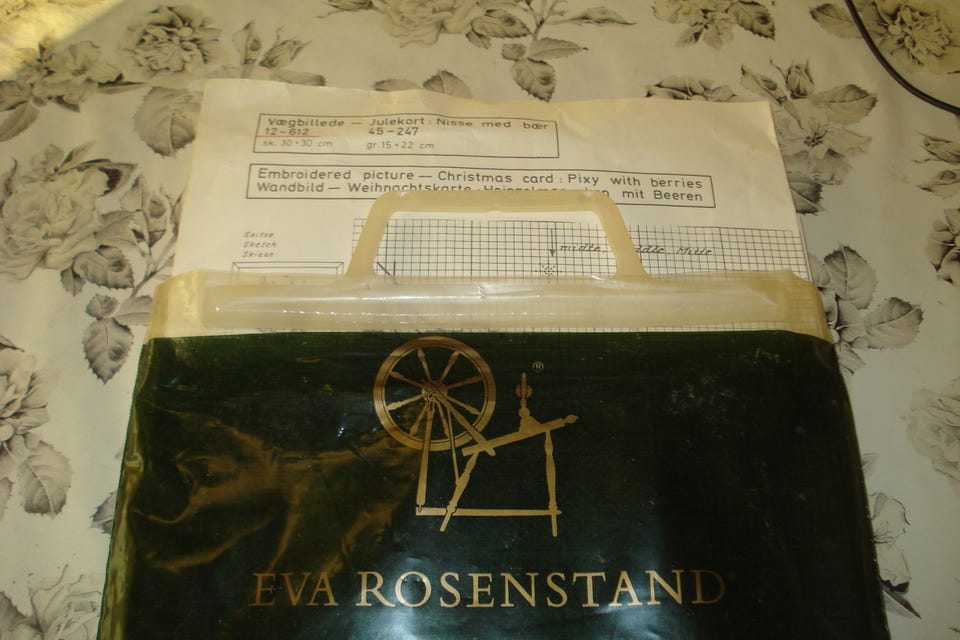 Vægbillede — Julekort: Nisse med bær
12-612 45-247
sk. 30×30 cm gr. 15×22 cm
Embroidered picture — Christmas card: Pixy with berries
Wandbild — Weihnachtskarte mit Beeren
Skitse
Sketch
Skizze
midte Mitte
®
EVA ROSENSTAND